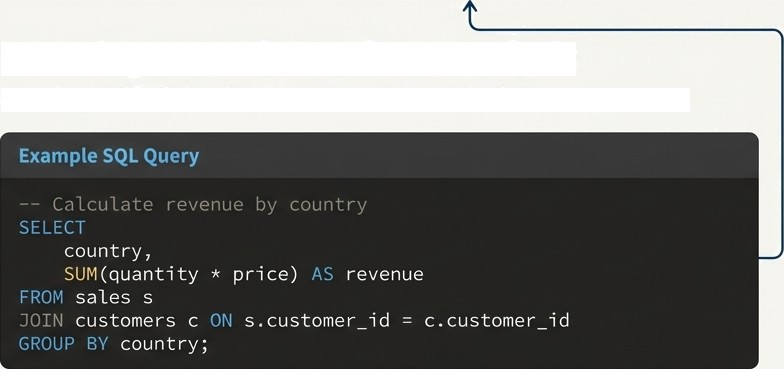 Example SQL Query
-- Calculate revenue by country
SELECT
    country,
    SUM(quantity * price) AS revenue
FROM sales s
JOIN customers c ON s.customer_id = c.customer_id
GROUP BY country;